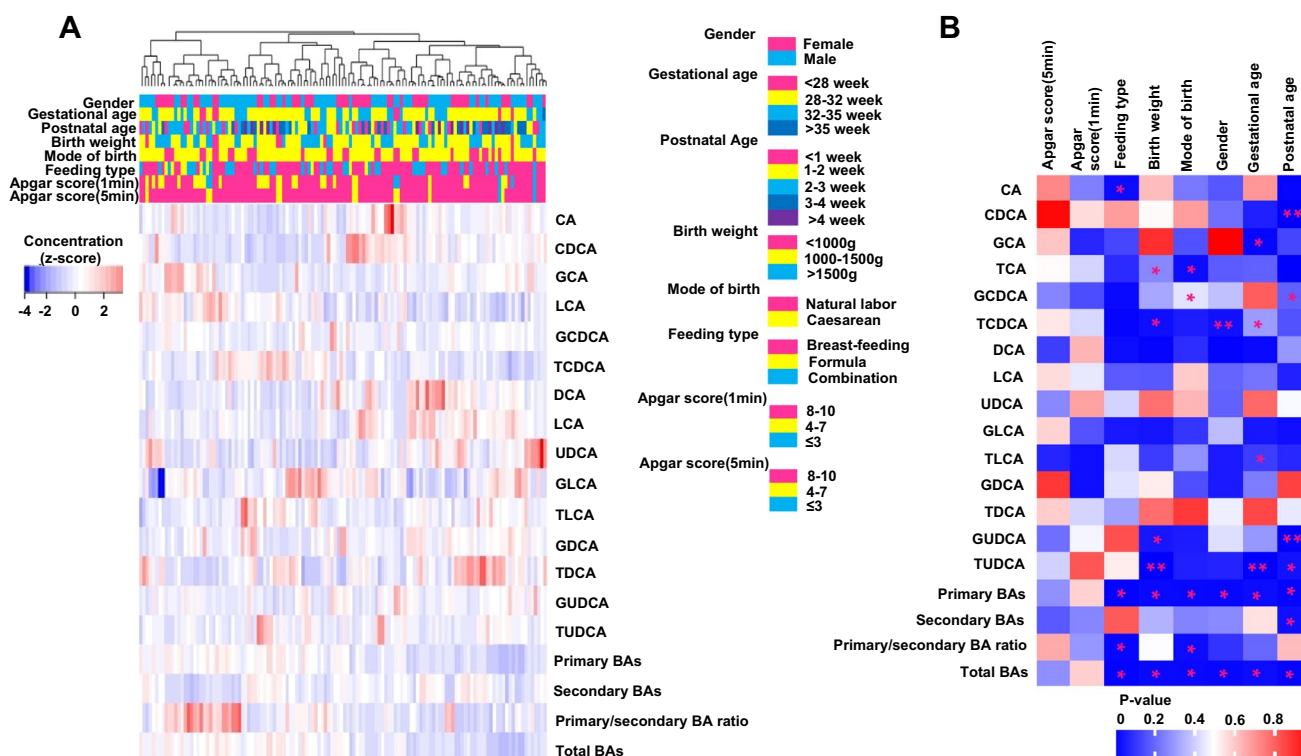 A
Gender
Gestational age
Postnatal age
Birth weight
Mode of birth
Feeding type
Apgar score(1min)
Apgar score(5min)
Concentration
(z-score)
-4 -2 0 2
CA
CDCA
GCA
LCA
GCDCA
TCDCA
DCA
LCA
UDCA
GLCA
TLCA
GDCA
TDCA
GUDCA
TUDCA
Primary BAs
Secondary BAs
Primary/secondary BA ratio
Total BAs
Gender
Female
Male
Gestational age
<28 week
28-32 week
32-35 week
>35 week
Postnatal Age
<1 week
1-2 week
2-3 week
3-4 week
>4 week
Birth weight
<1000g
1000-1500g
>1500g
Mode of birth
Natural labor
Caesarean
Feeding type
Breast-feeding
Formula
Combination
Apgar score(1min)
8-10
4-7
≤3
Apgar score(5min)
8-10
4-7
≤3
B
Apgar score(5min)
Apgar
score(1min)
Feeding type
Birth weight
Mode of birth
Gender
Gestational age
Postnatal age
CA *
CDCA **
GCA *
TCA * *
GCDCA * *
TCDCA * ** *
DCA
LCA
UDCA
GLCA
TLCA *
GDCA
TDCA
GUDCA * **
TUDCA ** ** *
Primary BAs * * * * * *
Secondary BAs *
Primary/secondary BA ratio * *
Total BAs * * * * * *
P-value
0 0.2 0.4 0.6 0.8